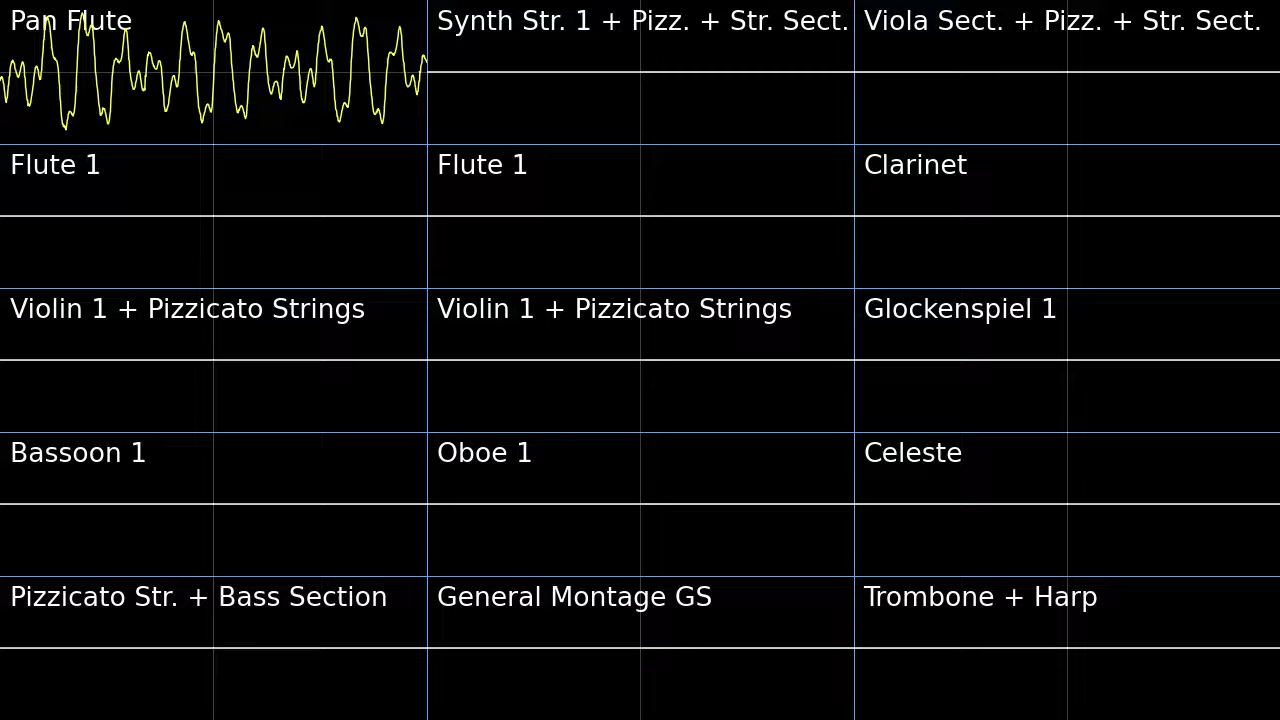 Pan Flute
Synth Str. 1 + Pizz. + Str. Sect.
Viola Sect. + Pizz. + Str. Sect.
Flute 1
Flute 1
Clarinet
Violin 1 + Pizzicato Strings
Violin 1 + Pizzicato Strings
Glockenspiel 1
Bassoon 1
Oboe 1
Celeste
Pizzicato Str. + Bass Section
General Montage GS
Trombone + Harp